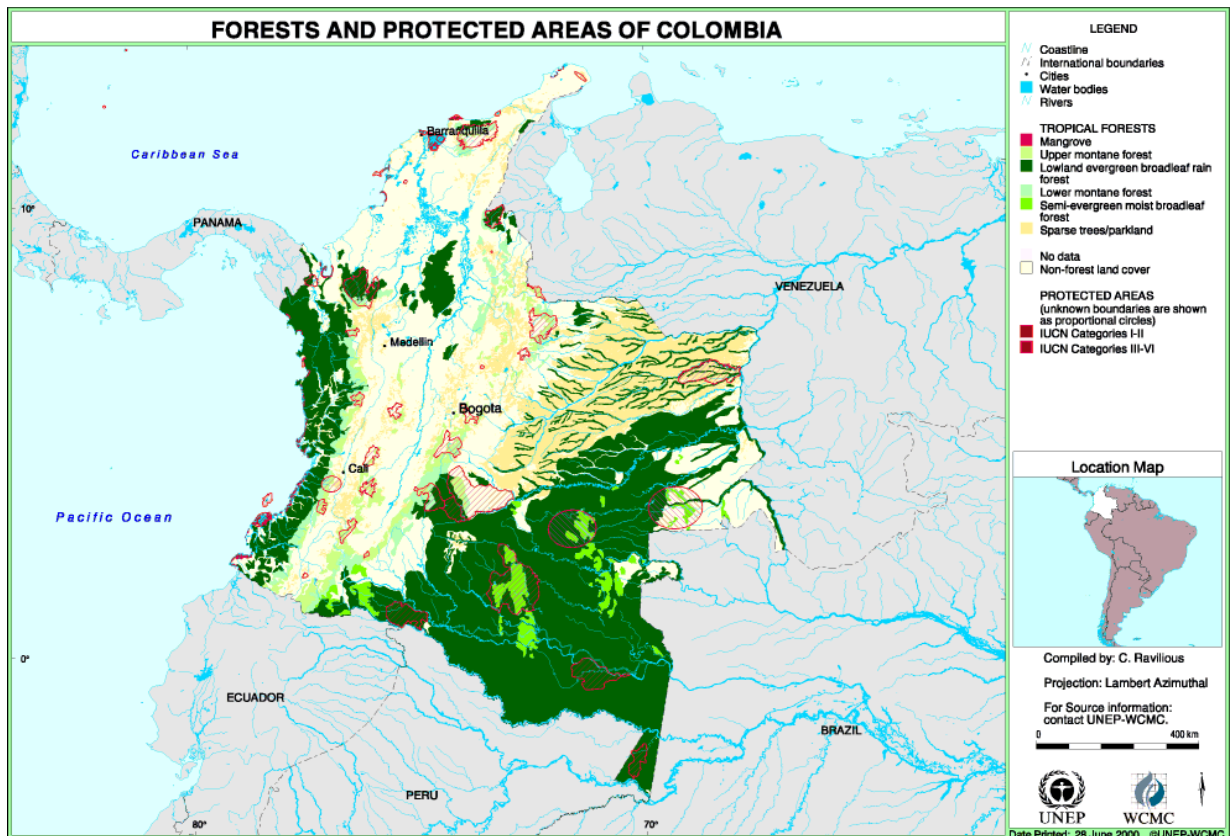 FORESTS AND PROTECTED AREAS OF COLOMBIA
LEGEND
Coastline
International boundaries
Cities
Water bodies
Rivers
TROPICAL FORESTS
Mangrove
Upper montane forest
Lowland evergreen broadleaf rain
forest
Lower montane forest
Semi-evergreen moist broadleaf
forest
Sparse trees/parkland
No data
Non-forest land cover
PROTECTED AREAS
(unknown boundaries are shown
as proportional circles)
IUCN Categories I-II
IUCN Categories III-VI
Caribbean Sea
Barranquilla
10°
PANAMA
VENEZUELA
Medellin
Bogota
Cali
Pacific Ocean
0°
ECUADOR
BRAZIL
PERU
80°
70°
Location Map
Compiled by: C. Ravilious
Projection: Lambert Azimuthal
For Source information:
contact UNEP-WCMC.
0 400 km
UNEP
WCMC
Date Printed: 28 June 2000 @UNEP-WCMC